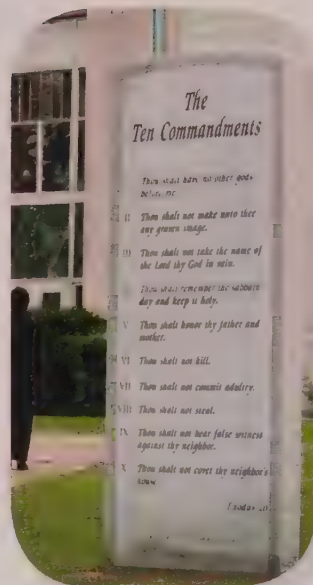 The
Ten Commandments
Thou shalt have no other gods
before me.
II Thou shalt not make unto thee
any graven image.
III Thou shalt not take the name of
the Lord thy God in vain.
Thou shalt remember the sabbath
day and keep it holy.
V Thou shalt honor thy father and
mother.
VI Thou shalt not kill.
VII Thou shalt not commit adultry.
VIII Thou shalt not steal.
IX Thou shalt not bear false witness
against thy neighbor.
X Thou shalt not covet thy neighbor's
house
Exodus 20